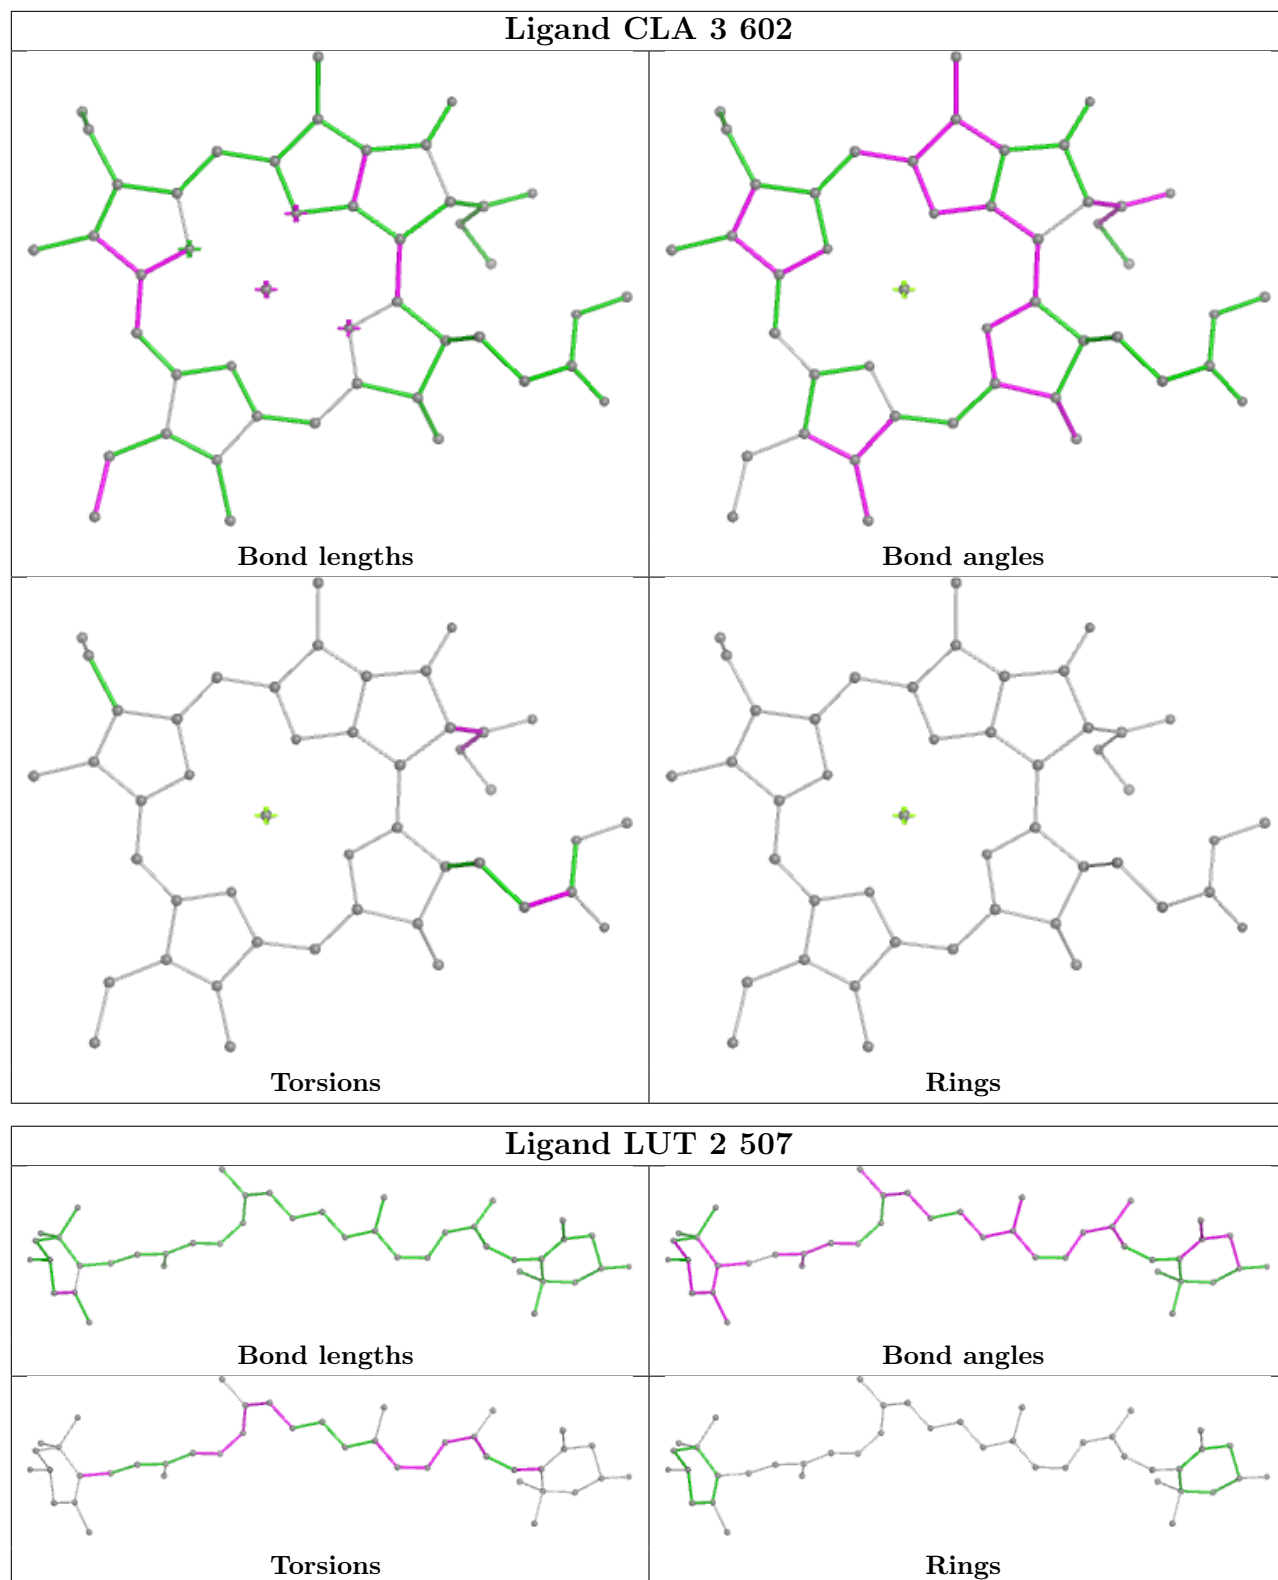 Ligand CLA 3 602
Bond lengths
Bond angles
Torsions
Rings
Ligand LUT 2 507
Bond lengths
Bond angles
Torsions
Rings